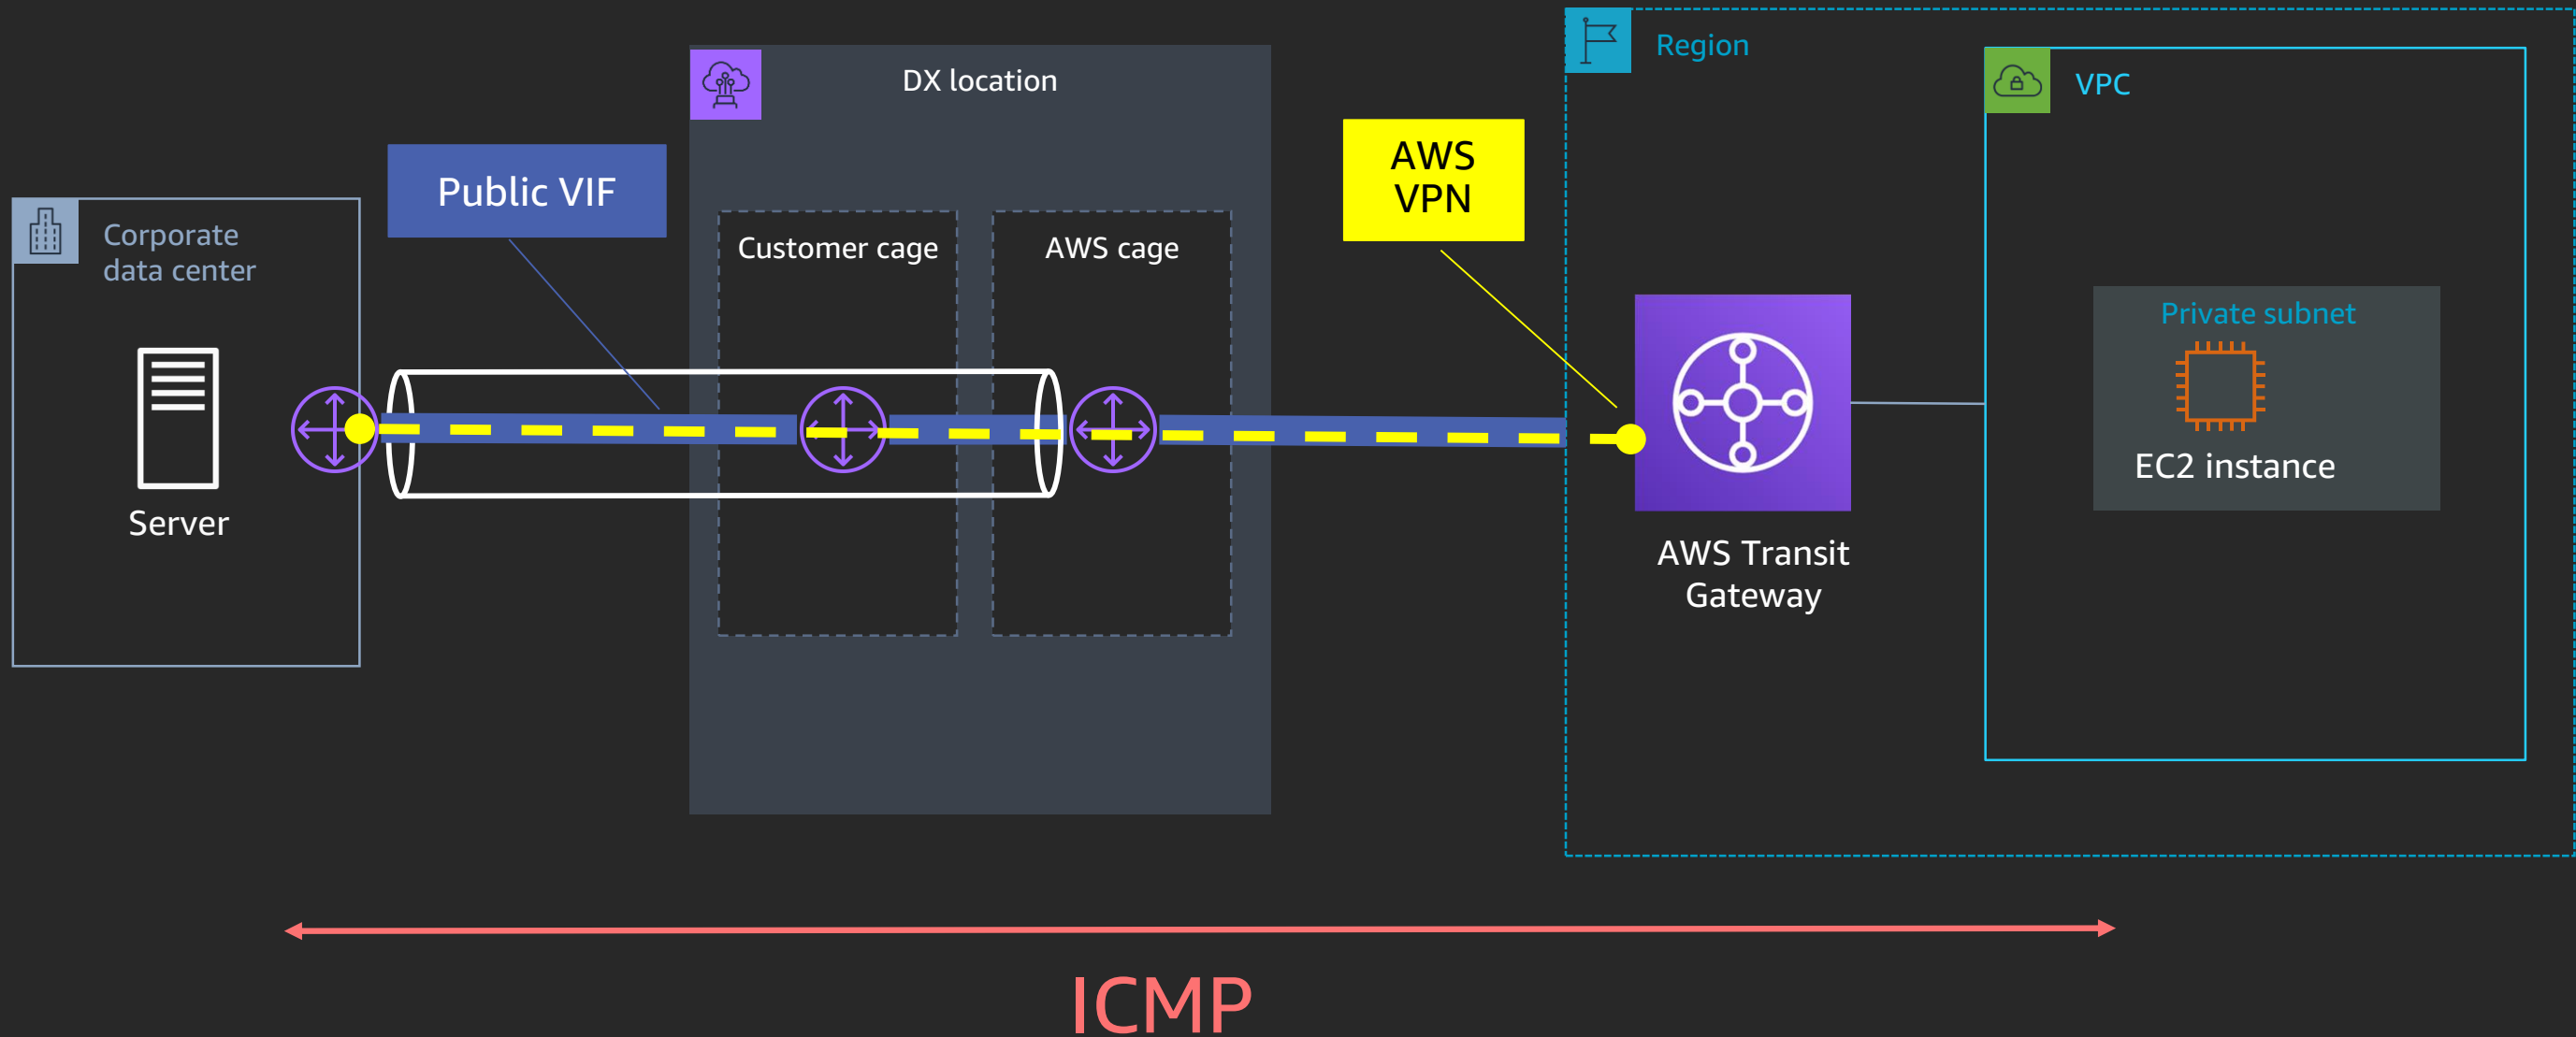 Region
DX location
VPC
AWS
VPN
Public VIF
Corporate
data center
Customer cage
AWS cage
Private subnet
EC2 instance
Server
AWS Transit
Gateway
ICMP